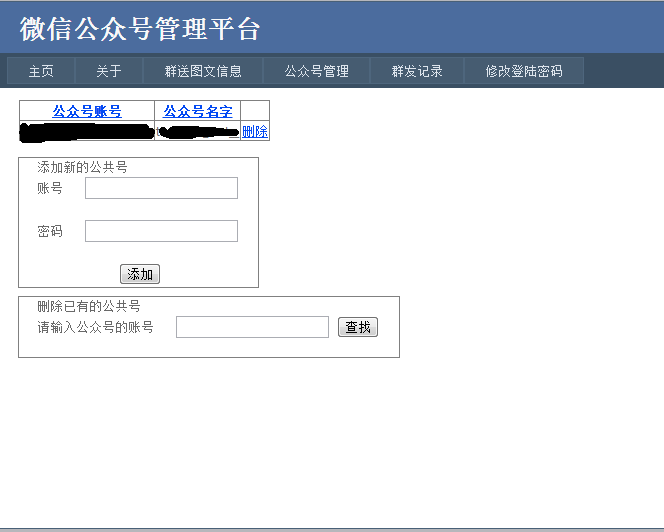 微信公众号管理平台
主页 关于 群送图文信息 公众号管理 群发记录 修改登陆密码
公众号账号 公众号名字
删除
添加新的公共号
账号
密码
添加
删除已有的公共号
请输入公众号的账号 查找